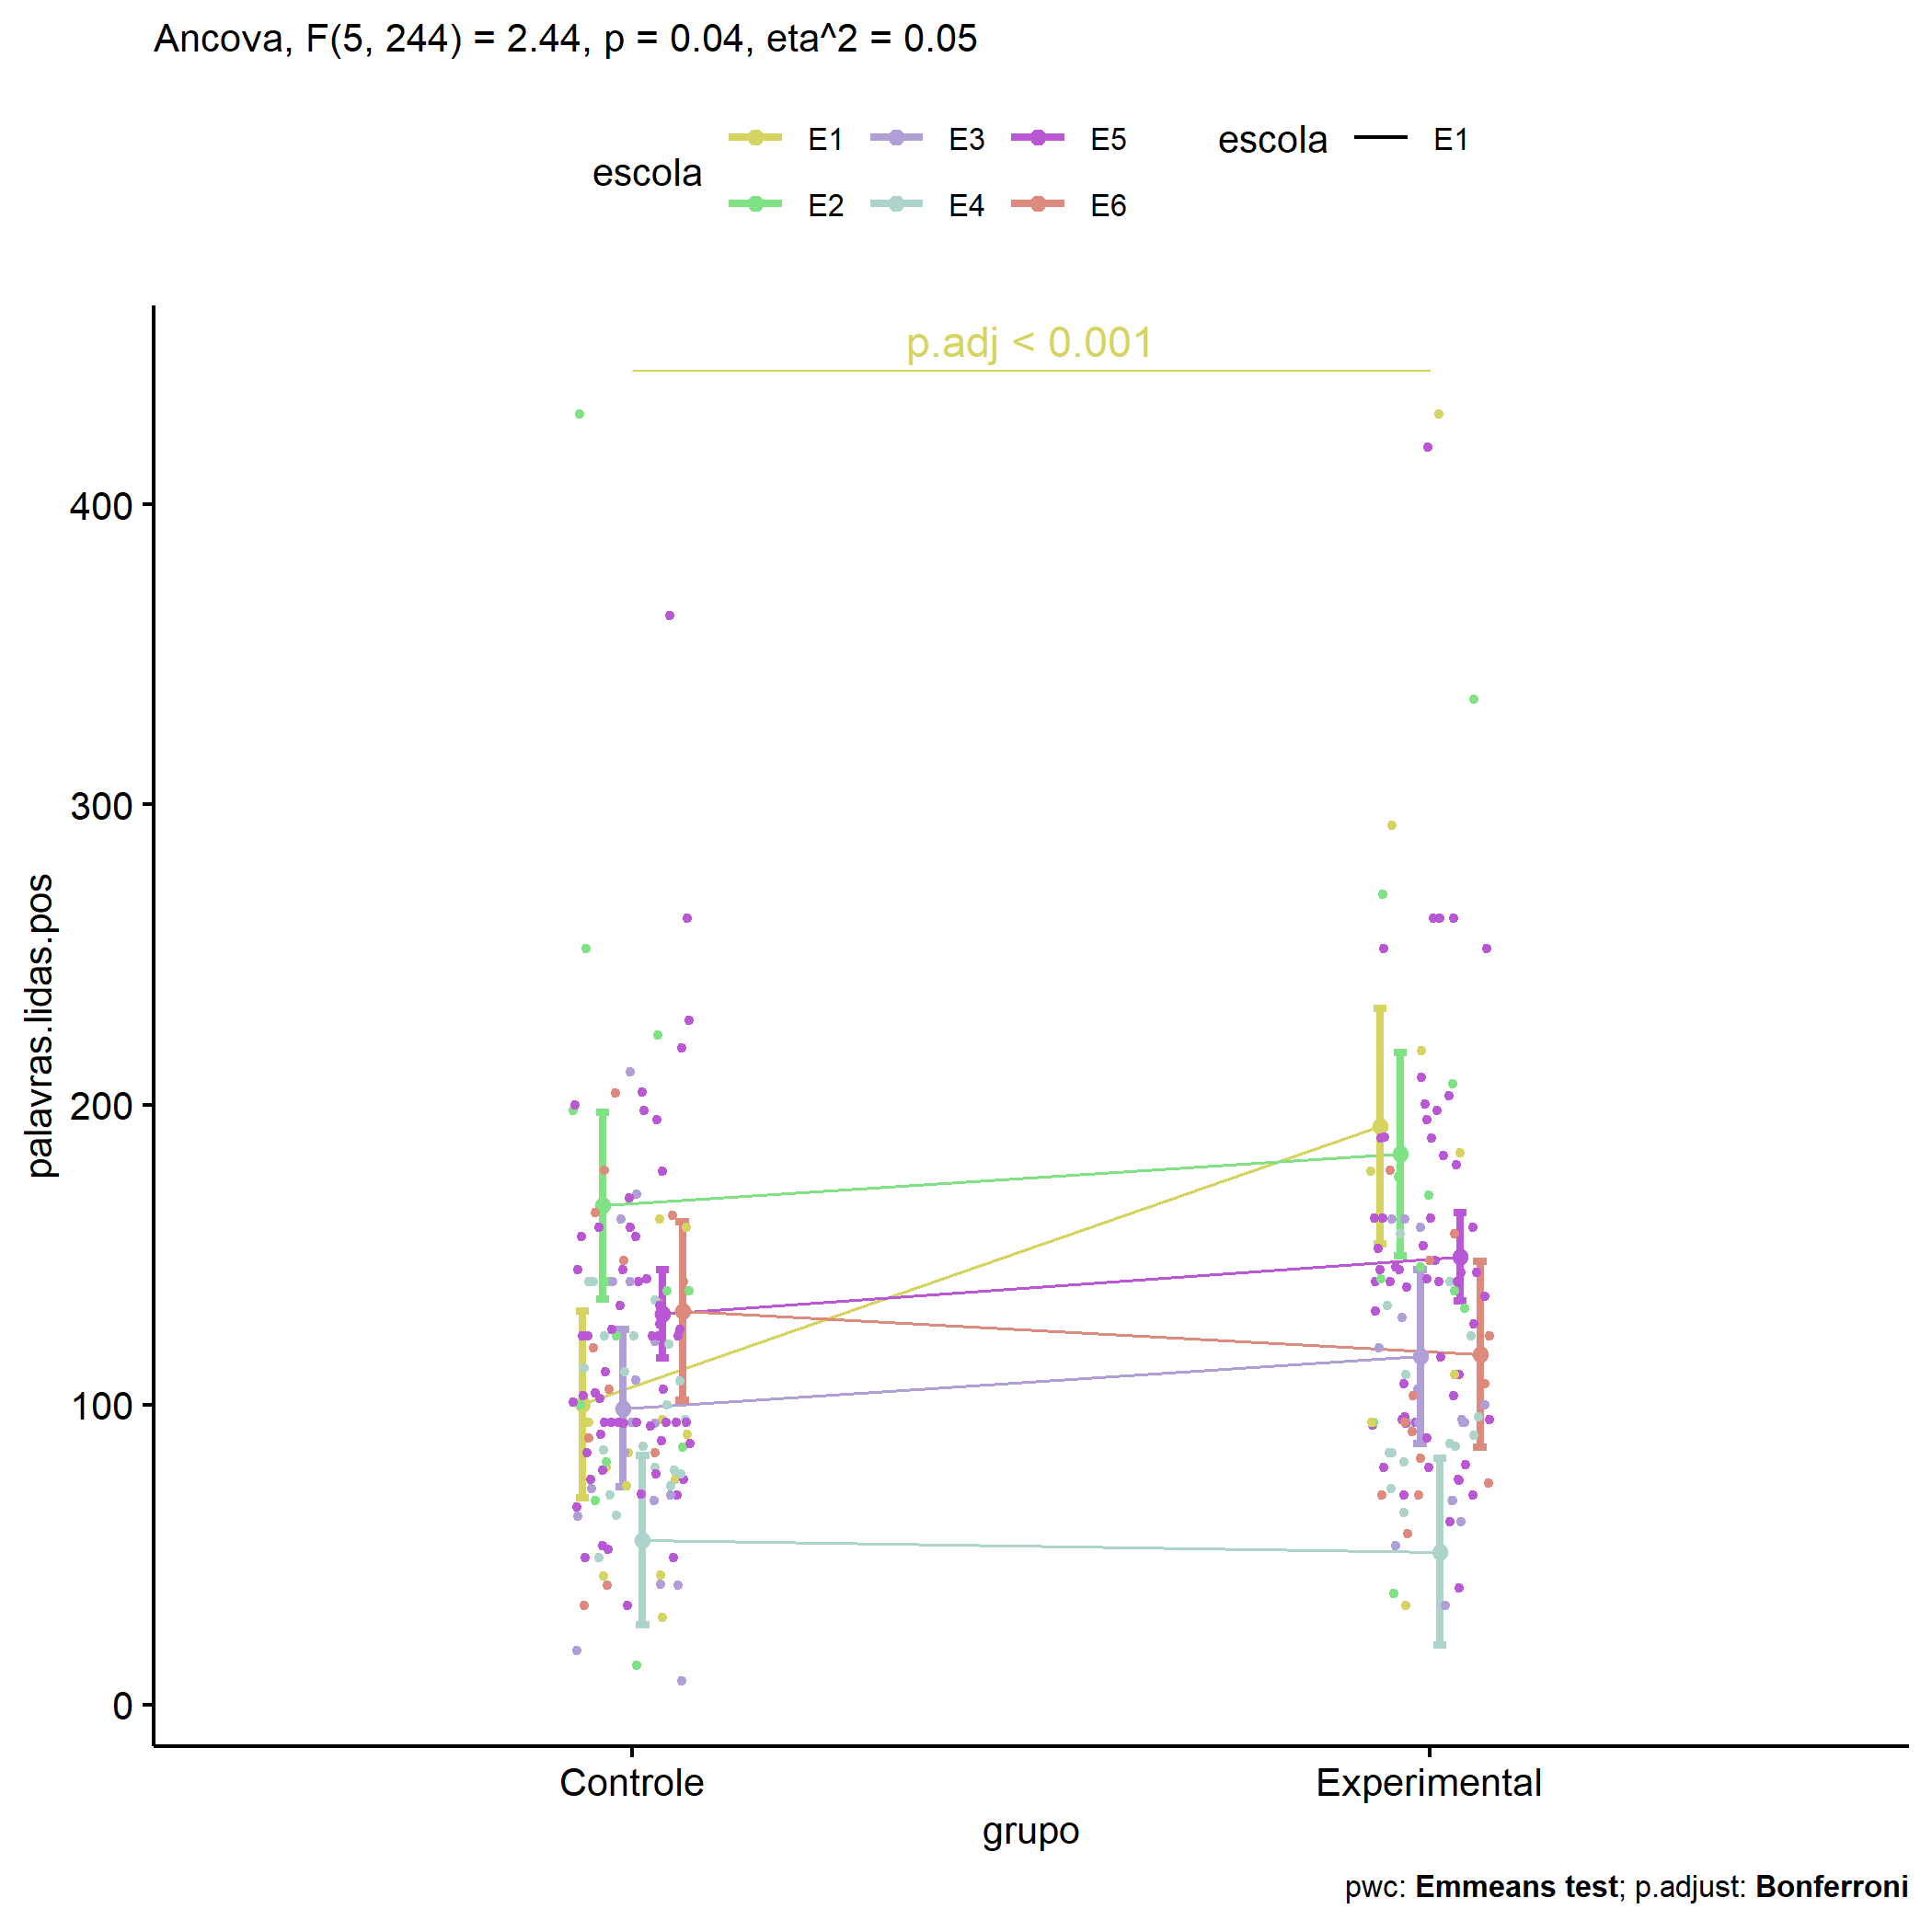 Ancova, F(5, 244) = 2.44, p = 0.04, eta^2 = 0.05
escola
E1
E3
E5
E2
E4
E6
escola
E1
p.adj < 0.001
400
300
200
100
0
palavras.lidas.pos
Controle
Experimental
grupo
pwc: Emmeans test; p.adjust: Bonferroni